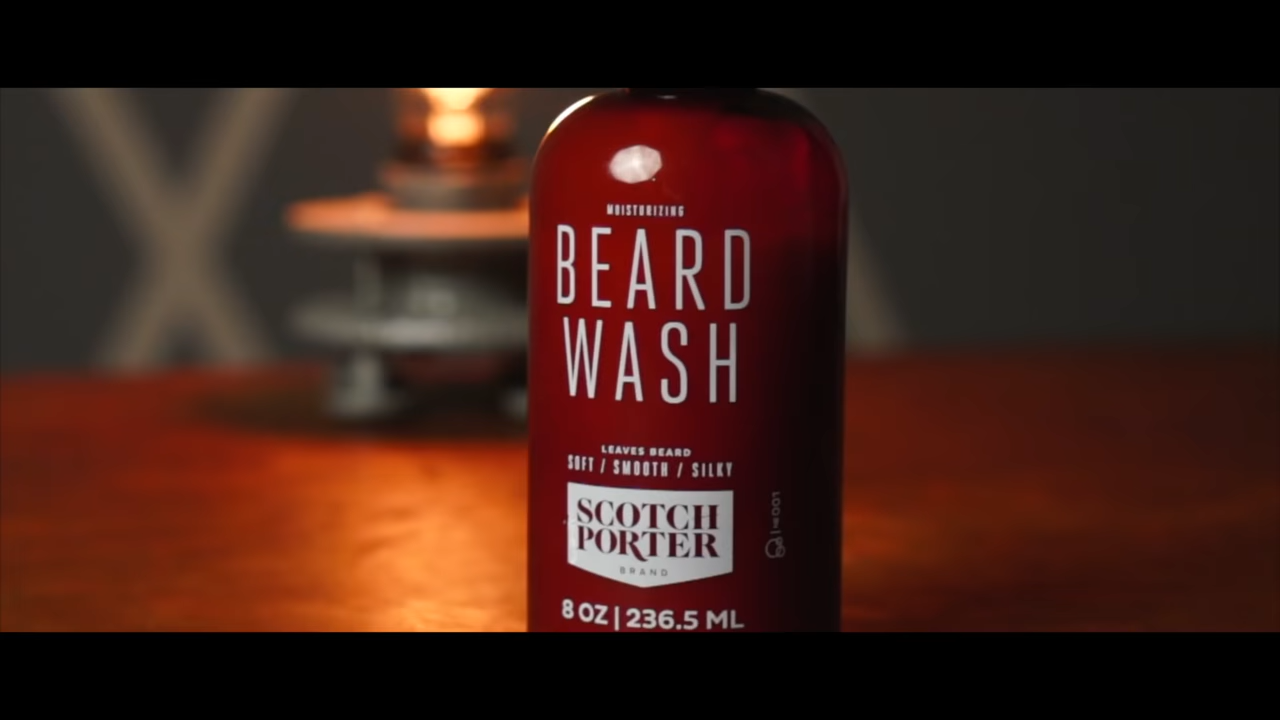 MOISTURIZING
BEARD
WASH
LEAVES BEARD
SOFT / SMOOTH / SILKY
SCOTCH
PORTER
BRAND
8 OZ | 236.5 ML